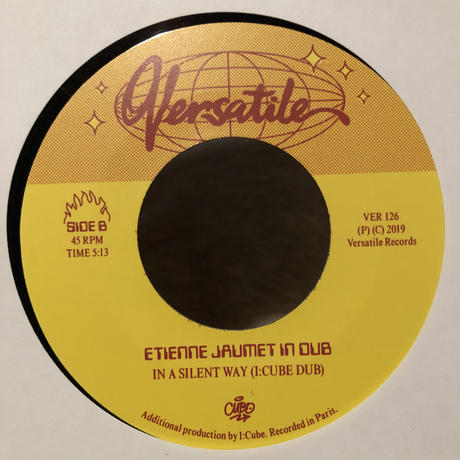 Versatile
SIDE B
45 RPM
TIME 5:13
VER 126
(P) (C) 2019
Versatile Records
ETIENNE JAUMET IN DUB
IN A SILENT WAY (I:CUBE DUB)
CUBO
Additional production by I:Cube. Recorded in Paris.